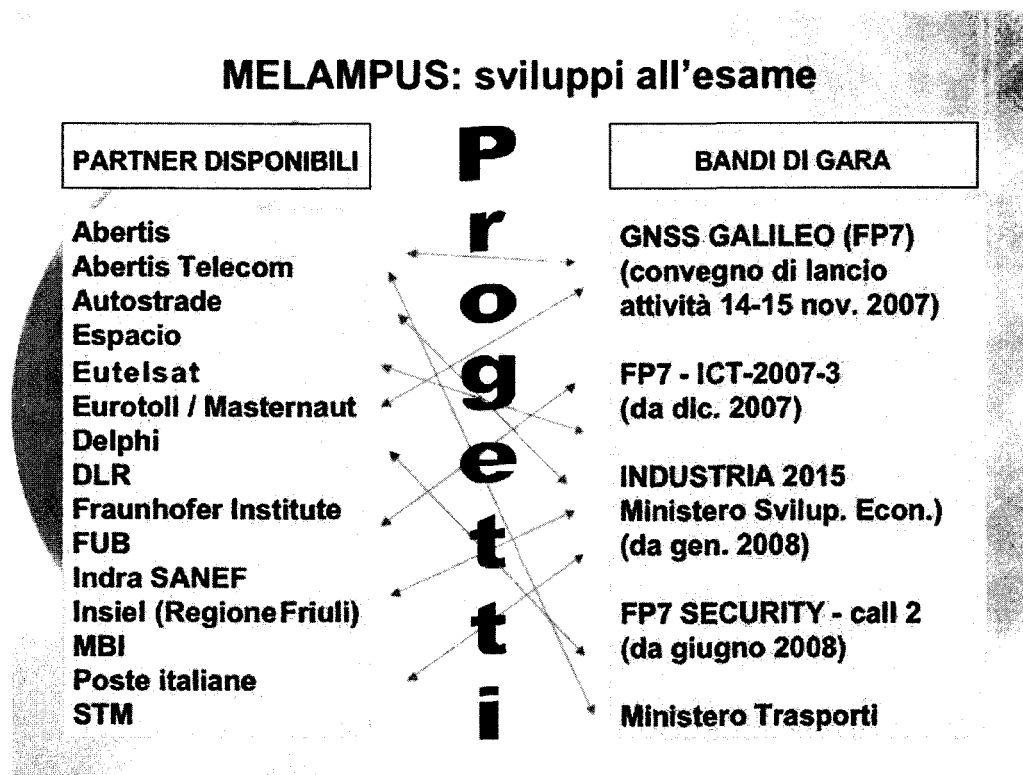 MELAMPUS: sviluppi all'esame
PARTNER DISPONIBILI
Abertis
Abertis Telecom
Autostrade
Espacio
Eutelsat
Eurotoll / Masternaut
Delphi
DLR
Fraunhofer Institute
FUB
Indra SANEF
Insiel (Regione Friuli)
MBI
Poste italiane
STM
Progetti
BANDI DI GARA
GNSS GALILEO (FP7)
(convegno di lancio
attività 14-15 nov. 2007)
FP7 - ICT-2007-3
(da dic. 2007)
INDUSTRIA 2015
Ministero Svilup. Econ.)
(da gen. 2008)
FP7 SECURITY - call 2
(da giugno 2008)
Ministero Trasporti